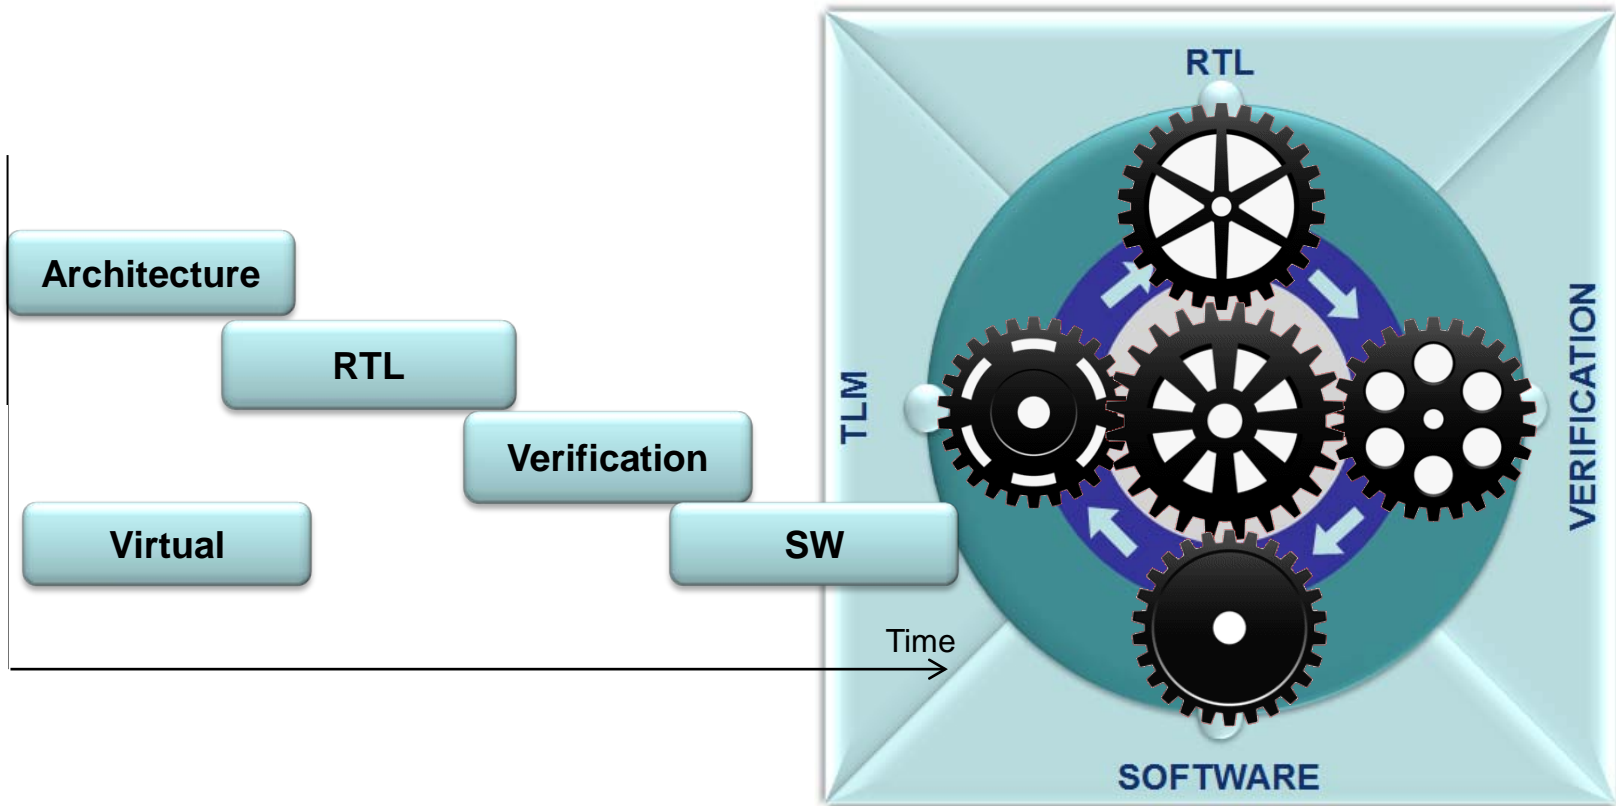 Architecture
RTL
Verification
Virtual
SW
Time
RTL
TLM
VERIFICATION
SOFTWARE